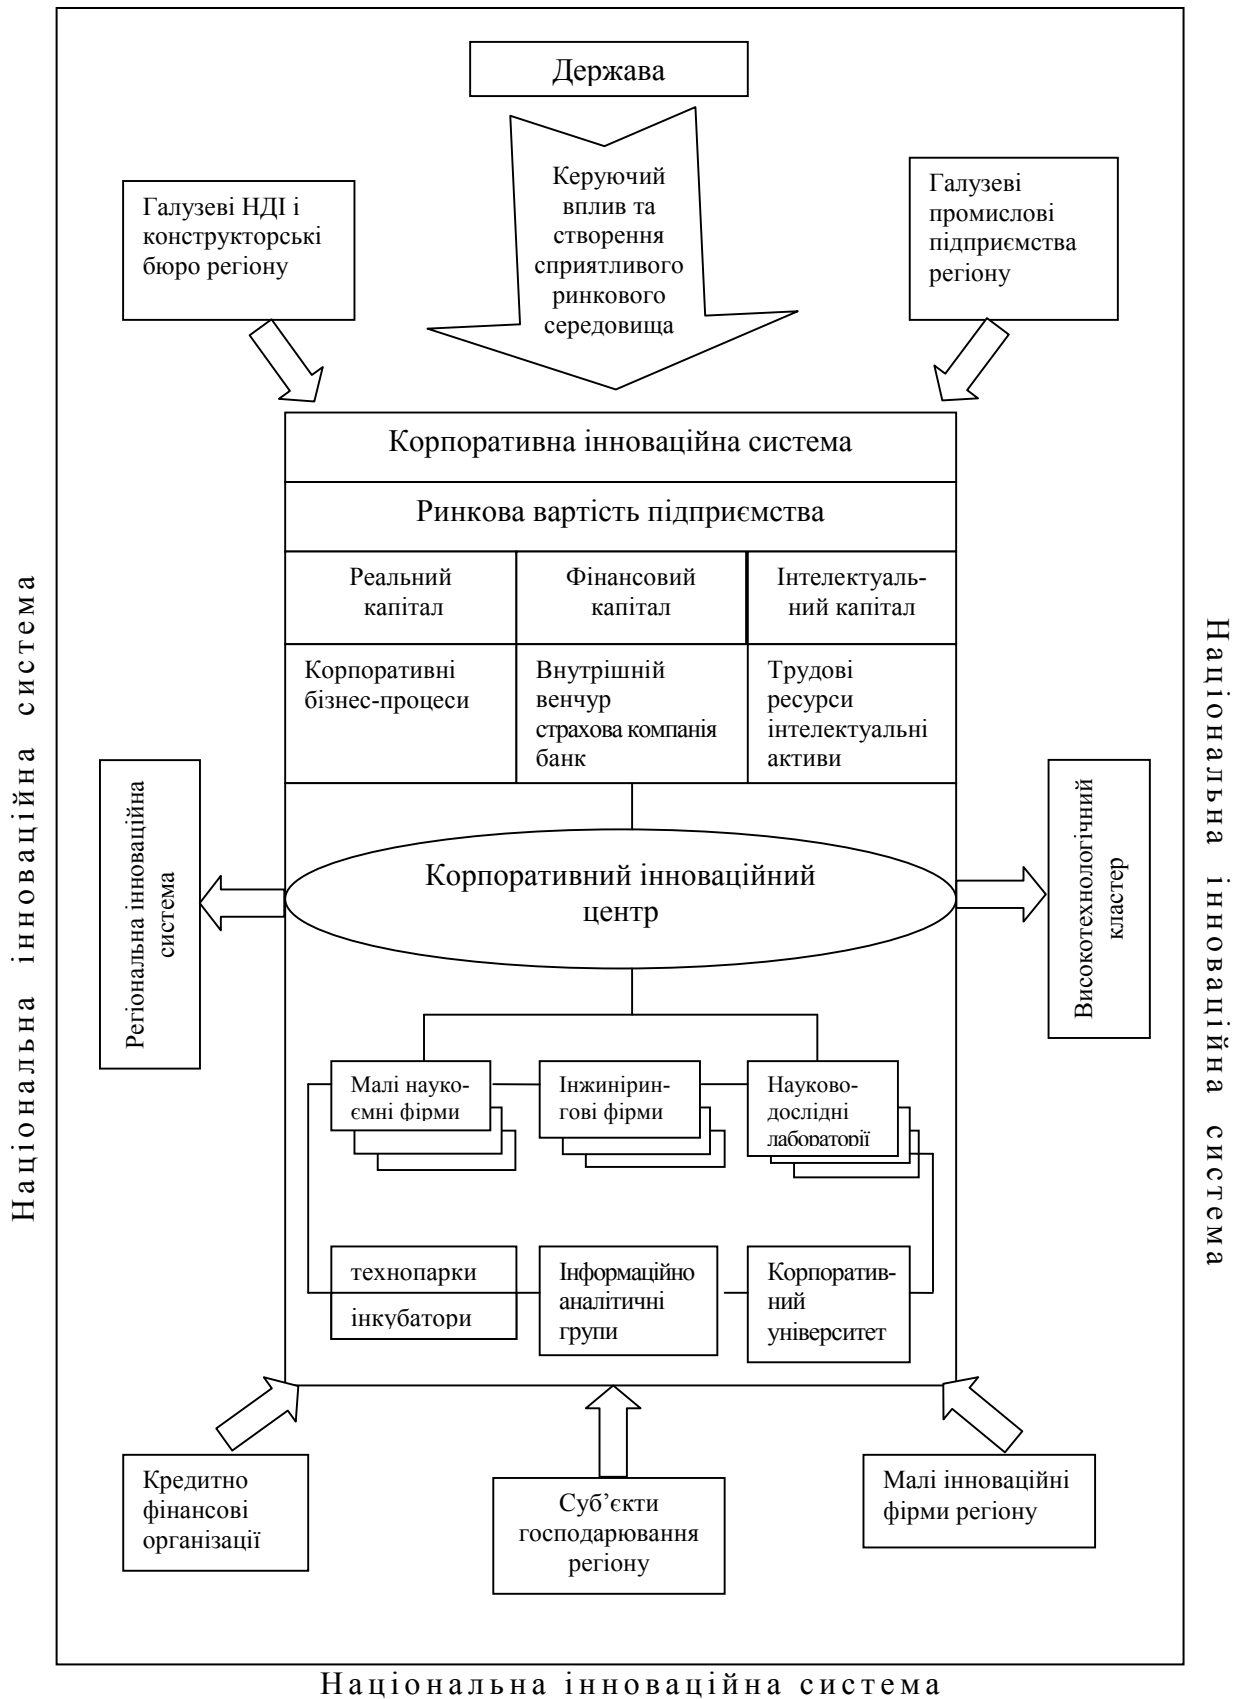 Держава
Керуючий
вплив та
створення
сприятливого
ринкового
середовища
Галузеві НДІ і
конструкторські
бюро регіону
Галузеві
промислові
підприємства
регіону
Корпоративна інноваційна система
Ринкова вартість підприємства
Реальний
капітал
Фінансовий
капітал
Інтелектуаль-
ний капітал
Корпоративні
бізнес-процеси
Внутрішній
венчур
страхова компанія
банк
Трудові
ресурси
інтелектуальні
активи
Національна інноваційна система
Регіональна інноваційна
система
Корпоративний інноваційний
центр
Високотехнологічний
кластер
Національна інноваційна система
Малі науко-
ємні фірми
Інжинірин-
гові фірми
Науково-
дослідні
лабораторії
технопарки
інкубатори
Інформаційно
аналітичні
групи
Корпоратив-
ний
університет
Кредитно
фінансові
організації
Суб’єкти
господарювання
регіону
Малі інноваційні
фірми регіону
Національна інноваційна система